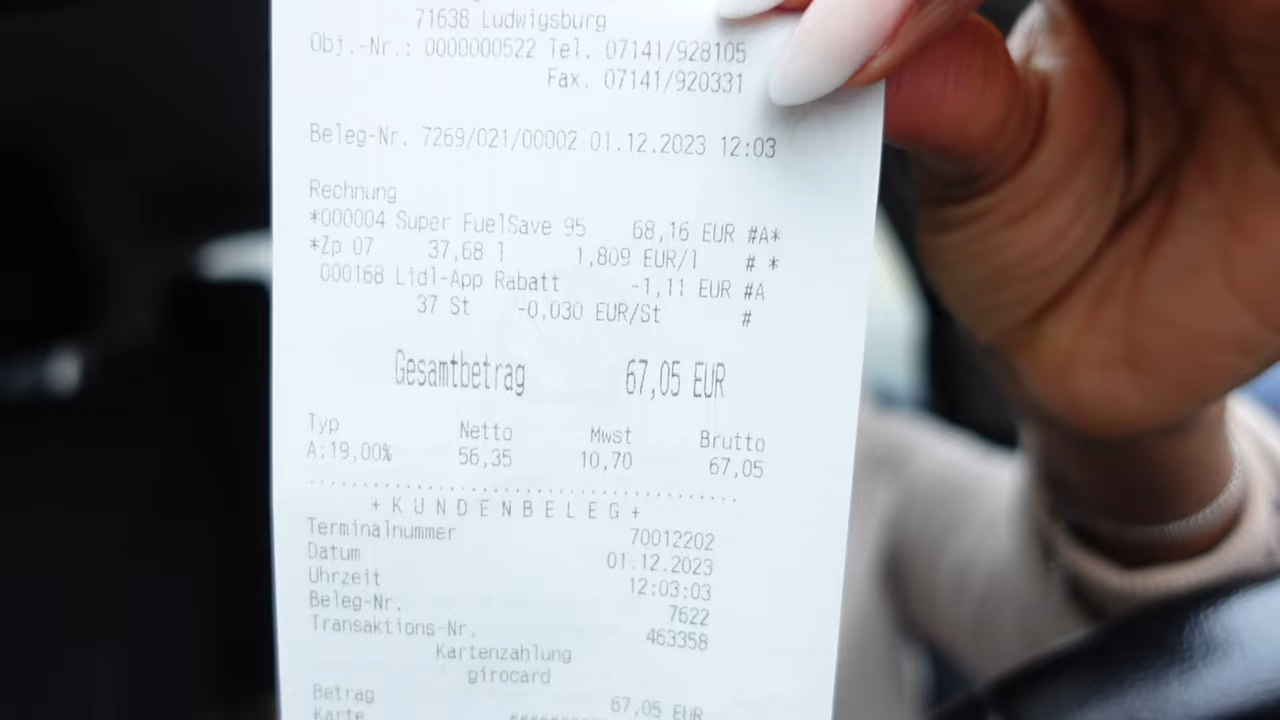 71638 Ludwigsburg
Obj.-Nr.: 0000000522 Tel. 07141/928105
Fax. 07141/920331
Beleg-Nr. 7269/021/00002 01.12.2023 12:03
Rechnung
*000004 Super FuelSave 95 68,16 EUR #A*
*Zp 07 37,68 l 1,809 EUR/l # *
000168 Lidl-App Rabatt -1,11 EUR #A
37 St -0,030 EUR/St #
Gesamtbetrag 67,05 EUR
Typ Netto Mwst Brutto
A:19,00% 56,35 10,70 67,05
........................................
+ K U N D E N B E L E G +
Terminalnummer 70012202
Datum 01.12.2023
Uhrzeit 12:03:03
Beleg-Nr. 7622
Transaktions-Nr. 463358
Kartenzahlung
girocard
Betrag 67,05 EUR
Karte